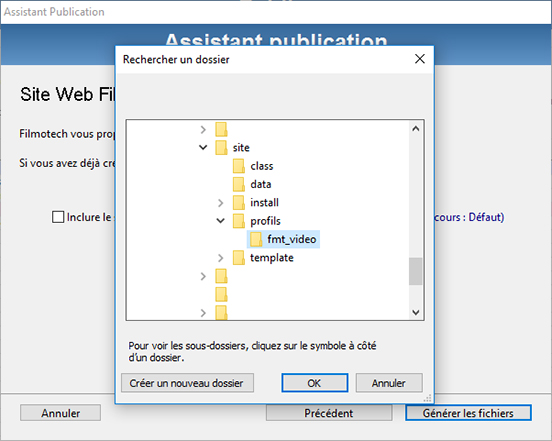 Assistant Publication
Assistant publication
Rechercher un dossier
Site Web Fil
Filmotech vous prop
Si vous avez déjà cré
Inclure le
cours : Défaut)
site
class
data
install
profils
fmt_video
template
Pour voir les sous-dossiers, cliquez sur le symbole à côté
d'un dossier.
Créer un nouveau dossier
OK
Annuler
Annuler
Précédent
Générer les fichiers